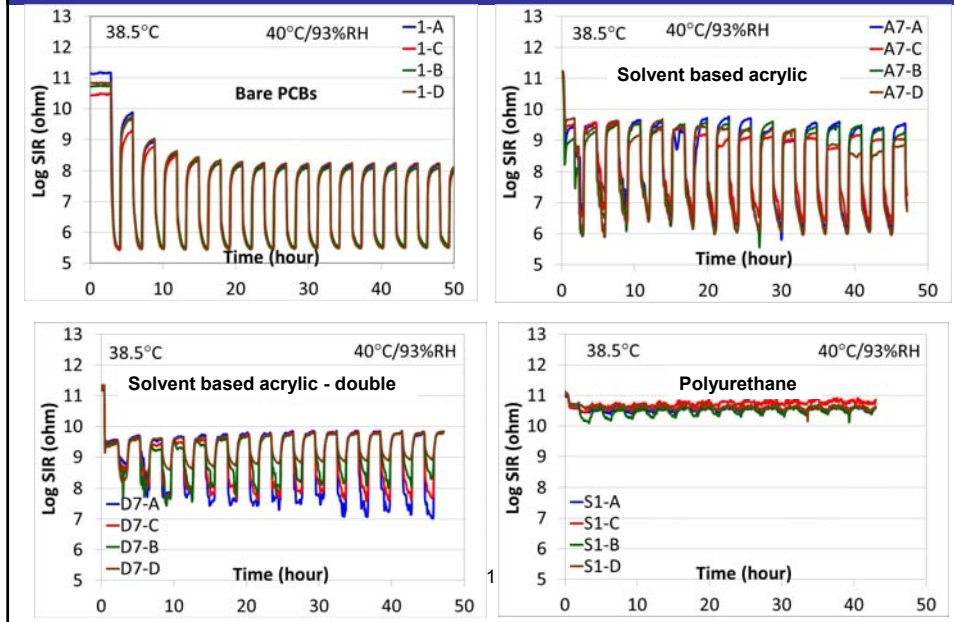 38.5°C 40°C/93%RH
1-A
1-C
1-B
1-D
Bare PCBs
Log SIR (ohm)
13
12
11
10
9
8
7
6
5
0 10 20 30 40 50
Time (hour)
38.5°C 40°C/93%RH
A7-A
A7-C
A7-B
A7-D
Solvent based acrylic
Log SIR (ohm)
13
12
11
10
9
8
7
6
5
0 10 20 30 40 50
Time (hour)
38.5°C 40°C/93%RH
Solvent based acrylic - double
Log SIR (ohm)
13
12
11
10
9
8
7
6
5
D7-A
D7-C
D7-B
D7-D
0 10 20 30 40 50
Time (hour)
1
38.5°C 40°C/93%RH
Polyurethane
Log SIR (ohm)
13
12
11
10
9
8
7
6
5
S1-A
S1-C
S1-B
S1-D
0 10 20 30 40 50
Time (hour)